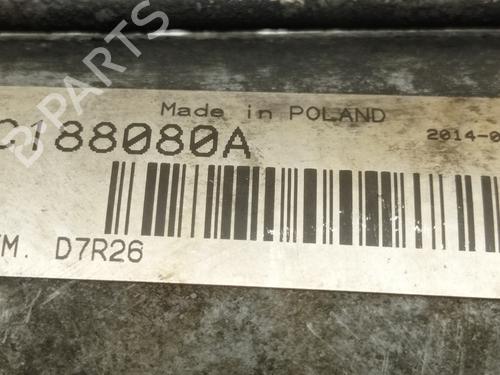 Made in POLAND
C188080A
2014-0
M. D7R26
B-PARTS